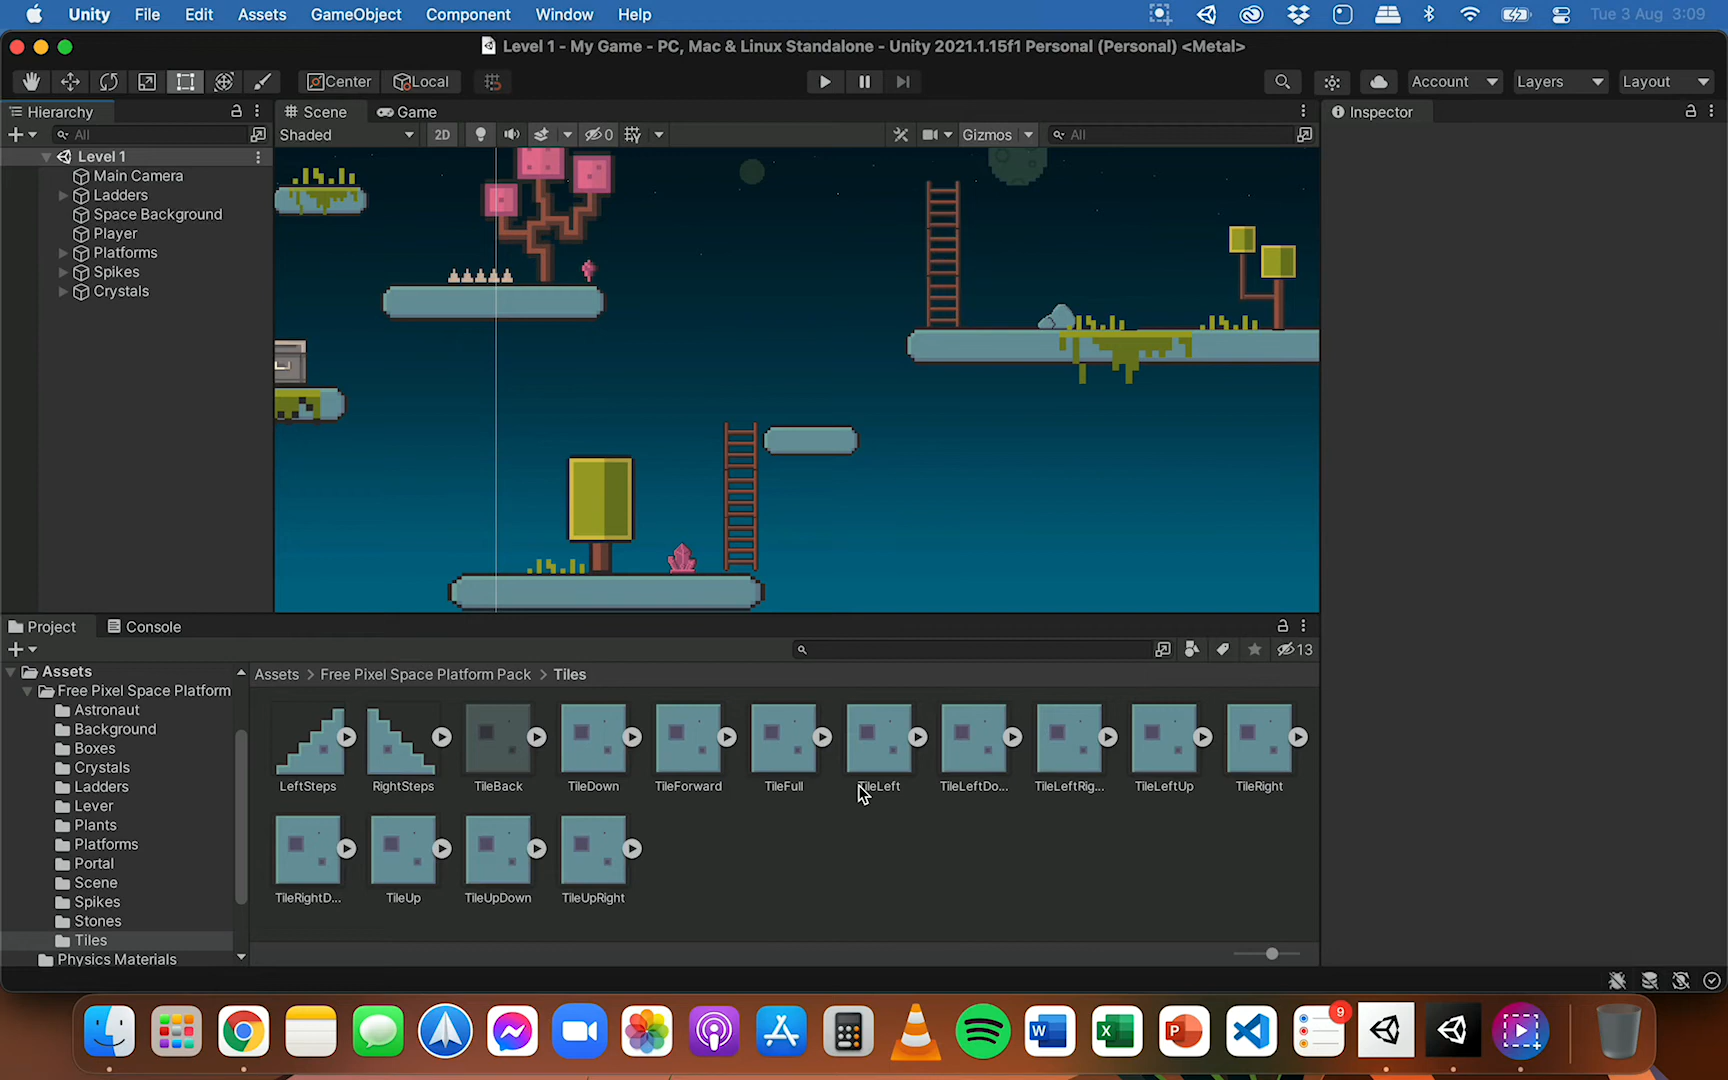 Unity File Edit Assets GameObject Component Window Help Tue 3 Aug 3:09
Level 1 - My Game - PC, Mac & Linux Standalone - Unity 2021.1.15f1 Personal (Personal) <Metal>
Center Local Account Layers Layout
Hierarchy Scene Game Inspector
All Shaded 2D 0 Gizmos All
Level 1
Main Camera
Ladders
Space Background
Player
Platforms
Spikes
Crystals
Project Console
13
Assets Assets > Free Pixel Space Platform Pack > Tiles
Free Pixel Space Platform
Astronaut
Background
Boxes
Crystals
Ladders
Lever
Plants
Platforms
Portal
Scene
Spikes
Stones
Tiles
Physics Materials
LeftSteps RightSteps TileBack TileDown TileForward TileFull TileLeft TileLeftDo... TileLeftRig... TileLeftUp TileRight
TileRightD... TileUp TileUpDown TileUpRight
W X P 9